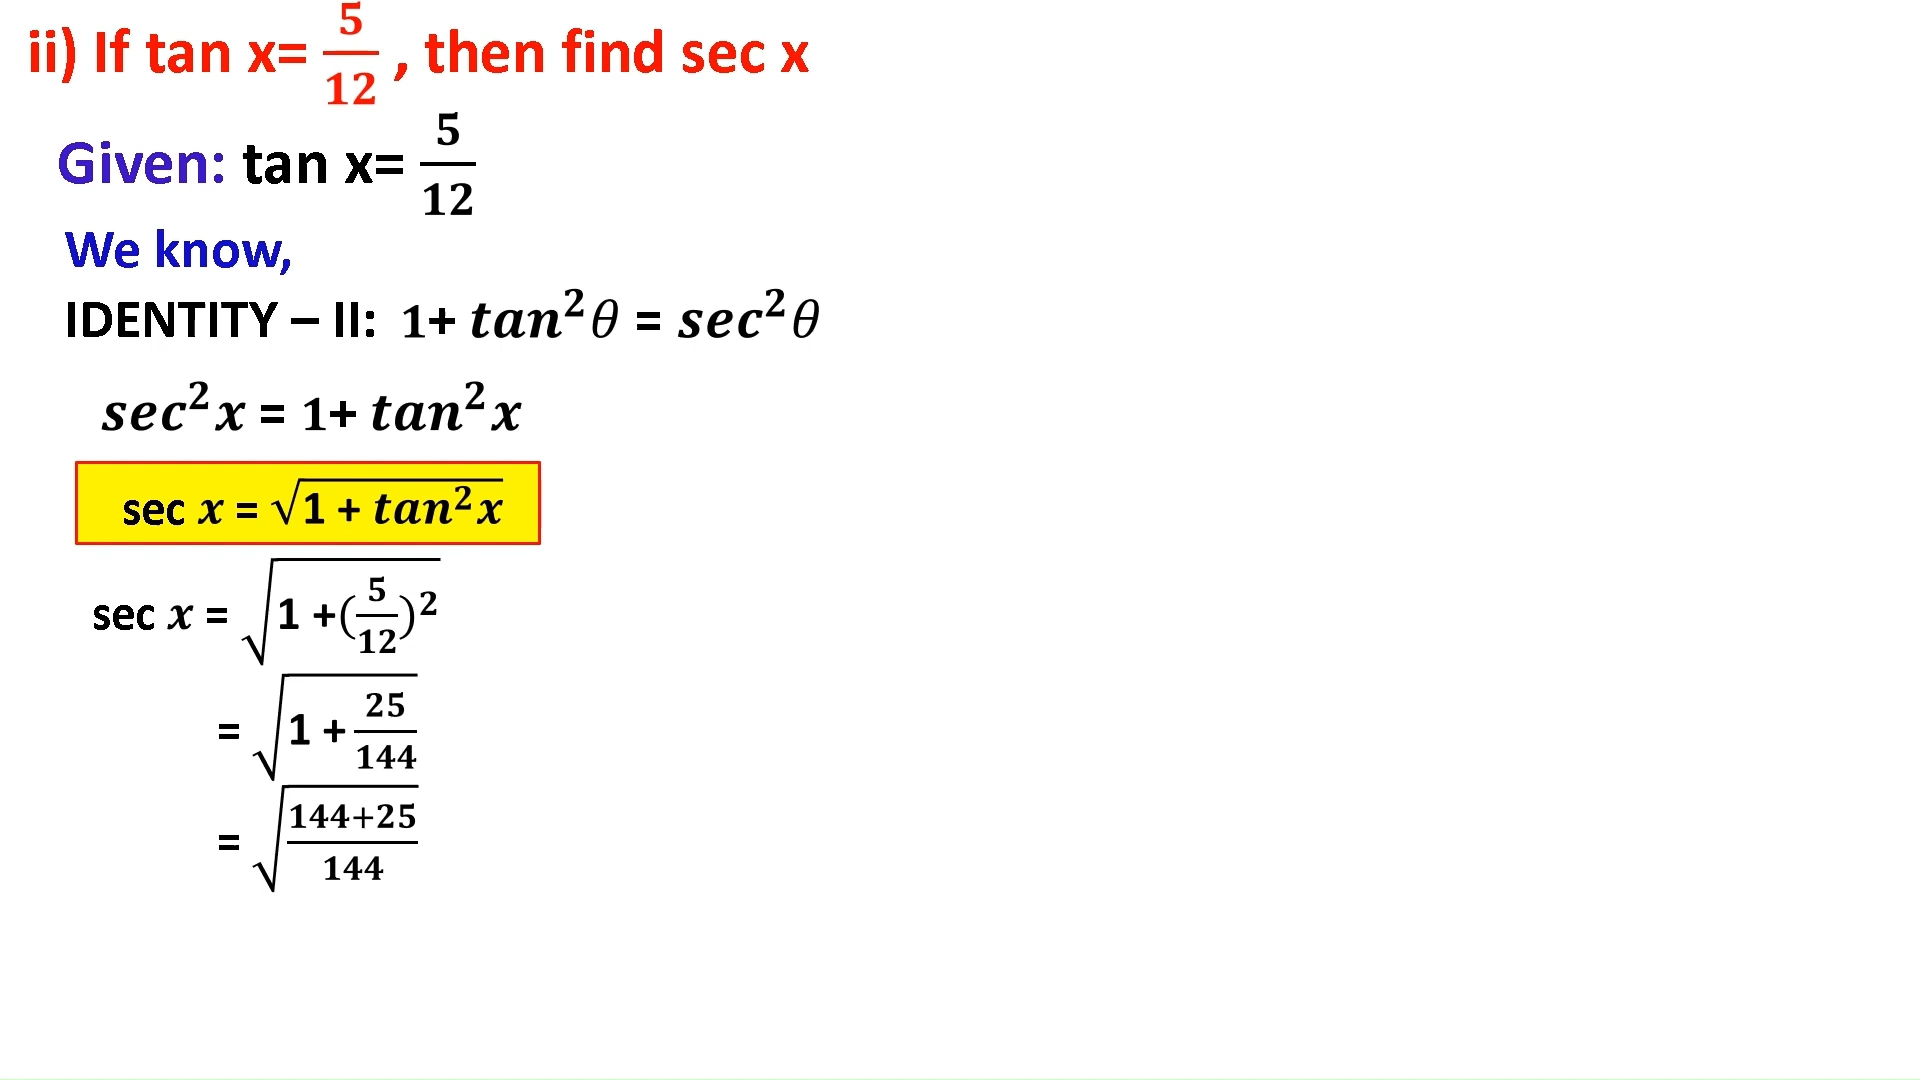 ii) If tan x= 5/12 , then find sec x
Given: tan x= 5/12
We know,
IDENTITY – II: 1+ tan²θ = sec²θ
sec²x = 1+ tan²x
sec x = √(1 + tan²x)
sec x = √(1 +(5/12)²)
= √(1 + 25/144)
= √((144+25)/144)